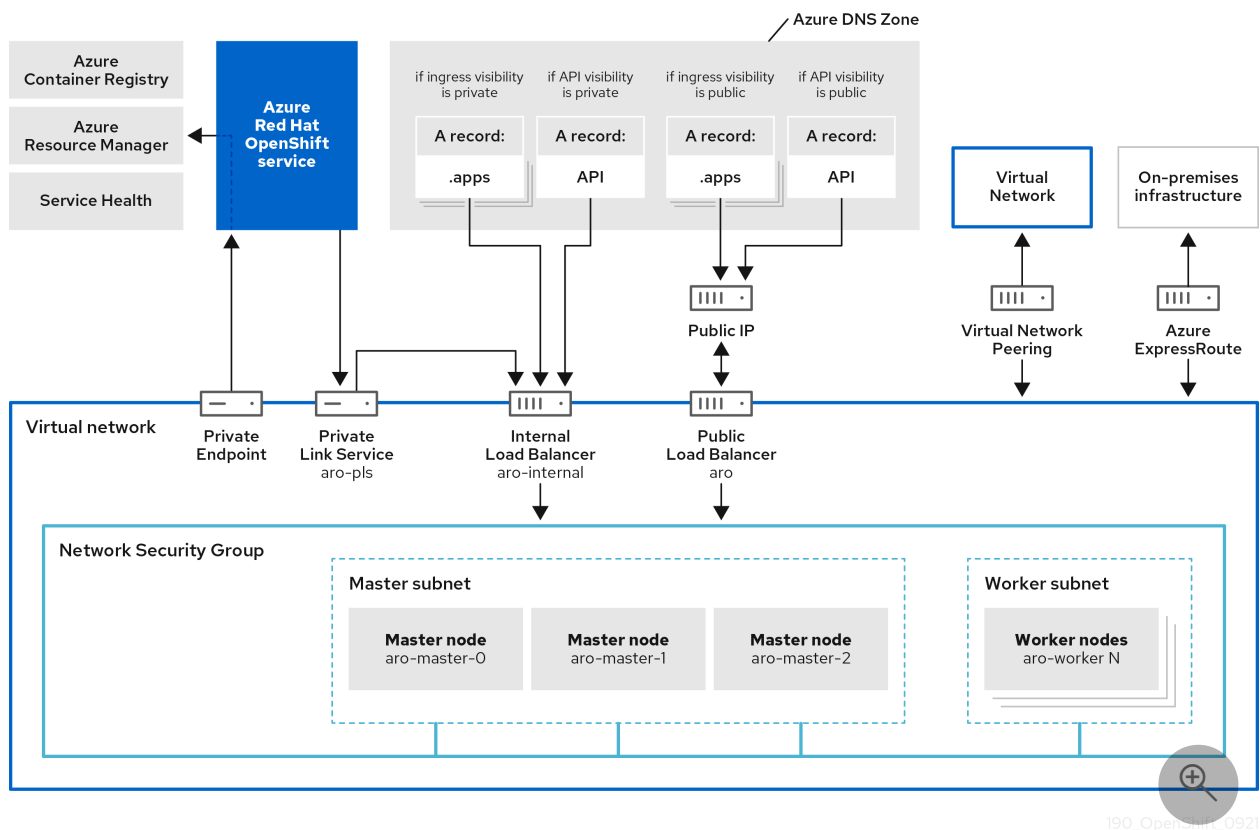 Azure DNS Zone
Azure
Container Registry
Azure
Resource Manager
Service Health
Azure
Red Hat
OpenShift
service
if ingress visibility
is private
if API visibility
is private
if ingress visibility
is public
if API visibility
is public
A record:
.apps
A record:
API
A record:
.apps
A record:
API
Virtual
Network
On-premises
infrastructure
Public IP
Virtual Network
Peering
Azure
ExpressRoute
Virtual network
Private
Endpoint
Private
Link Service
aro-pls
Internal
Load Balancer
aro-internal
Public
Load Balancer
aro
Network Security Group
Master subnet
Master node
aro-master-0
Master node
aro-master-1
Master node
aro-master-2
Worker subnet
Worker nodes
aro-worker N
190_OpenShift_0921